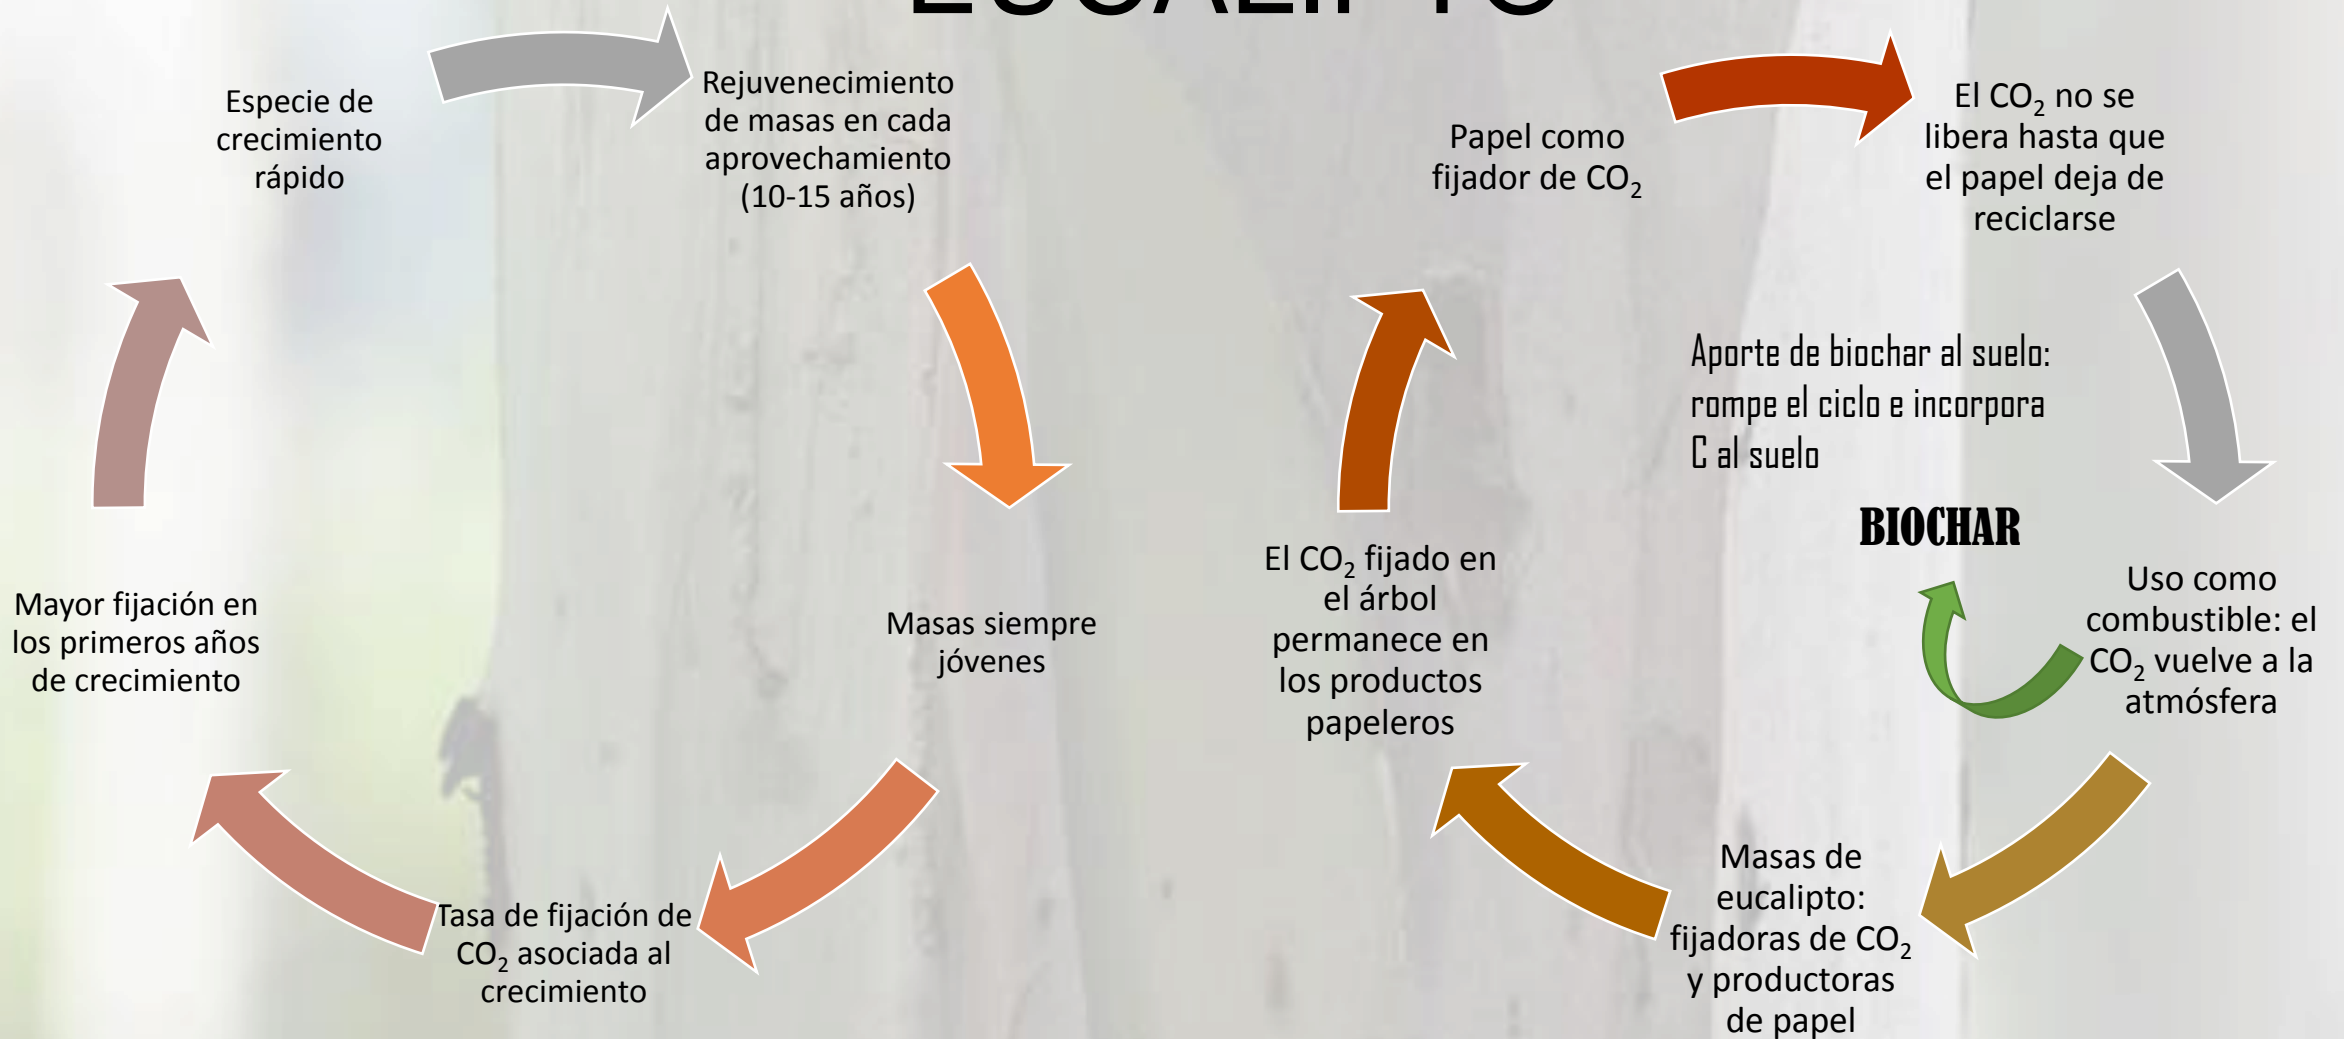 EUCALIPTO
Especie de
crecimiento
rápido
Rejuvenecimiento
de masas en cada
aprovechamiento
(10-15 años)
Masas siempre
jóvenes
Tasa de fijación de
CO₂ asociada al
crecimiento
Mayor fijación en
los primeros años
de crecimiento
Papel como
fijador de CO₂
El CO₂ no se
libera hasta que
el papel deja de
reciclarse
Aporte de biochar al suelo:
rompe el ciclo e incorpora
C al suelo
BIOCHAR
Uso como
combustible: el
CO₂ vuelve a la
atmósfera
Masas de
eucalipto:
fijadoras de CO₂
y productoras
de papel
El CO₂ fijado en
el árbol
permanece en
los productos
papeleros